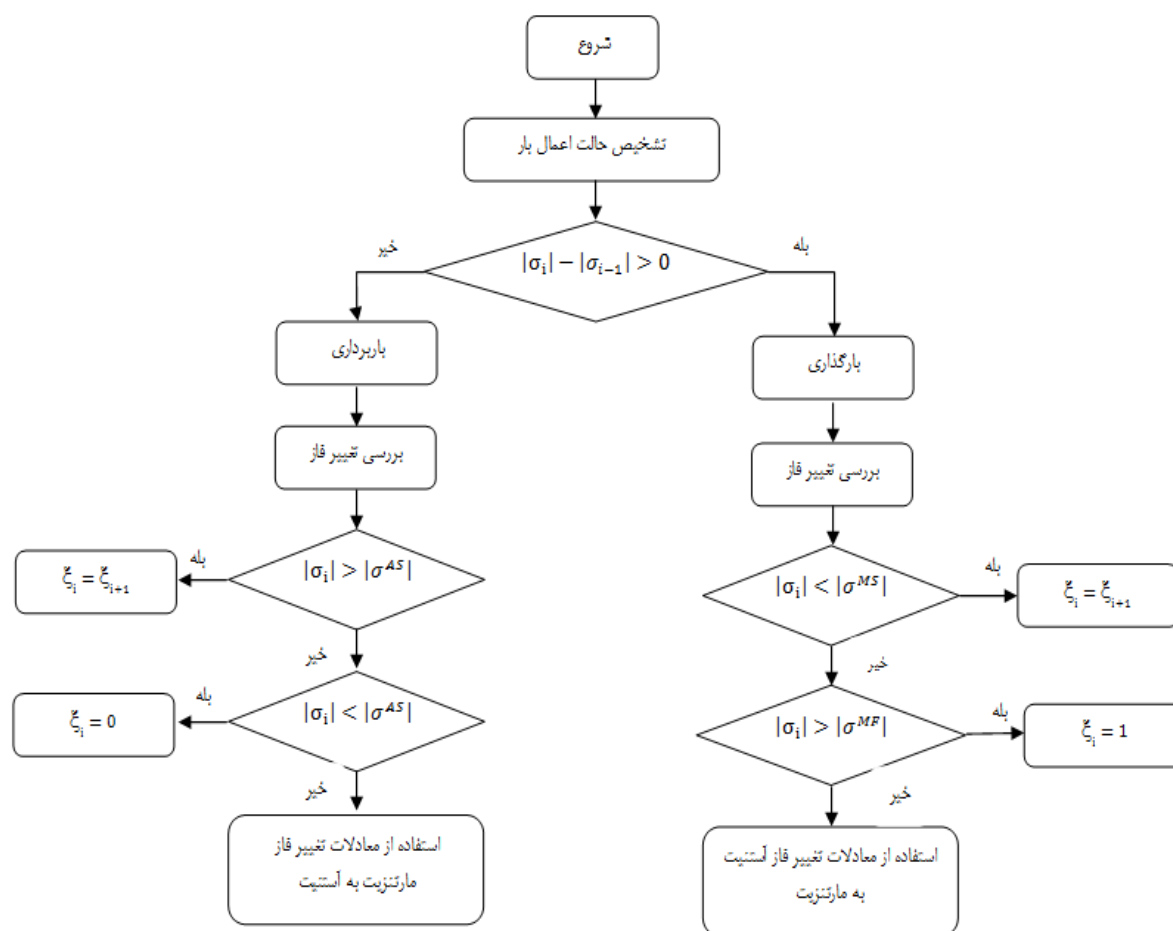 شروع
تشخیص حالت اعمال بار
|σᵢ| − |σᵢ₋₁| > 0
خیر
بله
باربرداری
بارگذاری
بررسی تغییر فاز
بررسی تغییر فاز
|σᵢ| > |σᴬˢ|
بله
ξᵢ = ξᵢ₊₁
خیر
|σᵢ| < |σᴹˢ|
بله
ξᵢ = ξᵢ₊₁
خیر
|σᵢ| < |σᴬˢ|
بله
ξᵢ = 0
خیر
|σᵢ| > |σᴹᶠ|
بله
ξᵢ = 1
خیر
استفاده از معادلات تغییر فاز
مارتنزیت به آستنیت
استفاده از معادلات تغییر فاز آستنیت
به مارتنزیت